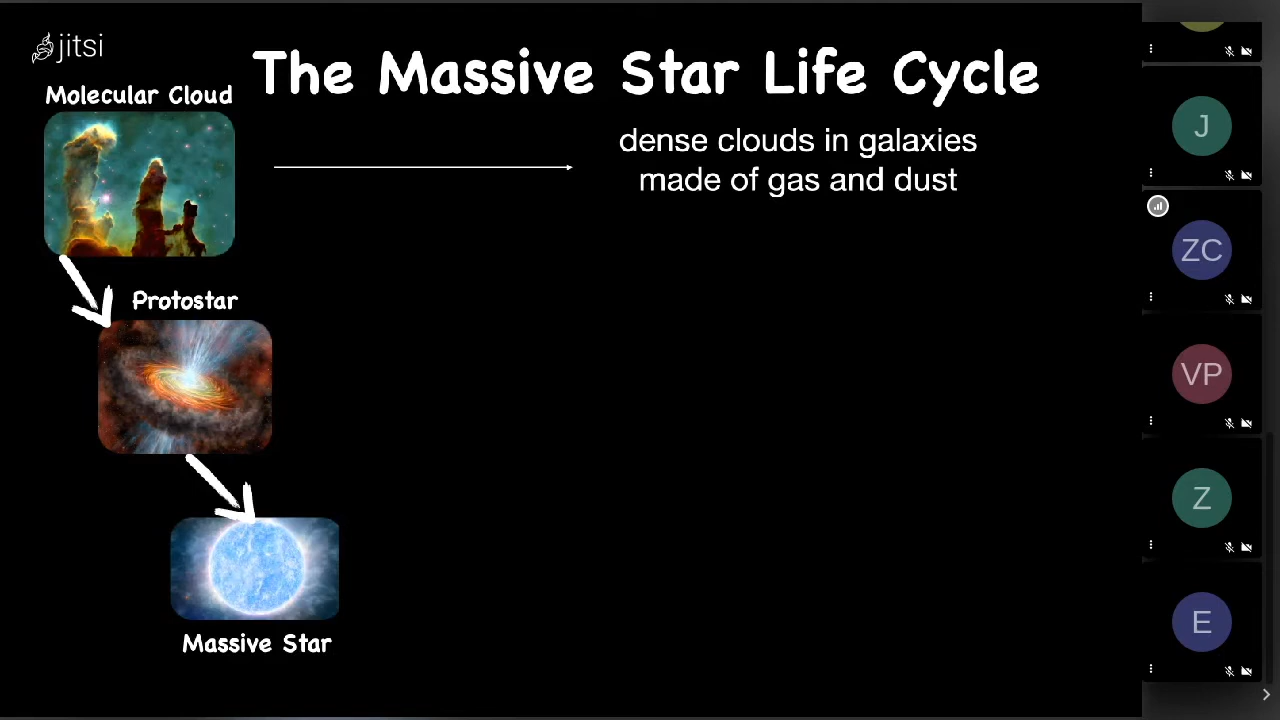 jitsi
The Massive Star Life Cycle
Molecular Cloud
dense clouds in galaxies
made of gas and dust
Protostar
Massive Star
J
ZC
VP
Z
E